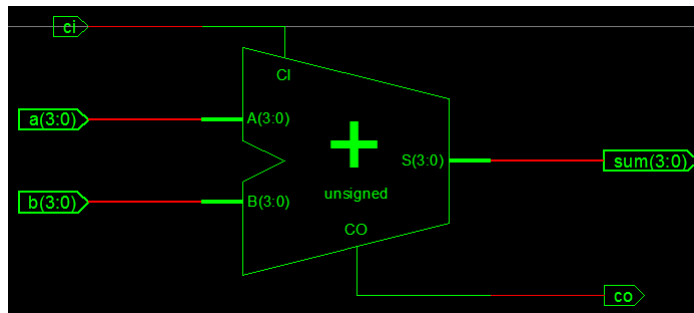 ci
CI
a(3:0)
A(3:0)
S(3:0)
sum(3:0)
b(3:0)
B(3:0)
unsigned
CO
co